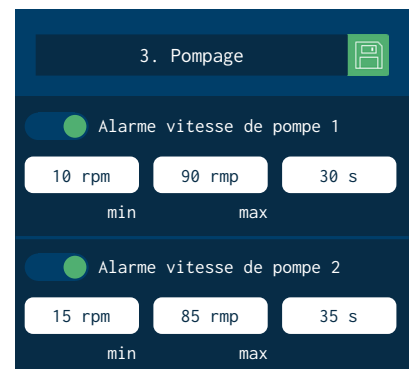 3. Pompage
Alarme vitesse de pompe 1
10 rpm 90 rmp 30 s
min max
Alarme vitesse de pompe 2
15 rpm 85 rmp 35 s
min max